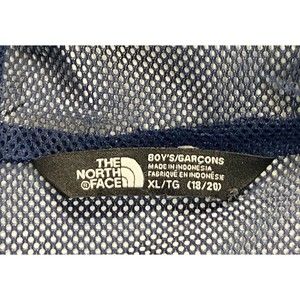 THE
NORTH
FACE
BOY'S/GARCONS
MADE IN INDONESIA
FABRIQUÉ EN INDONÉSIE
XL/TG (18/20)